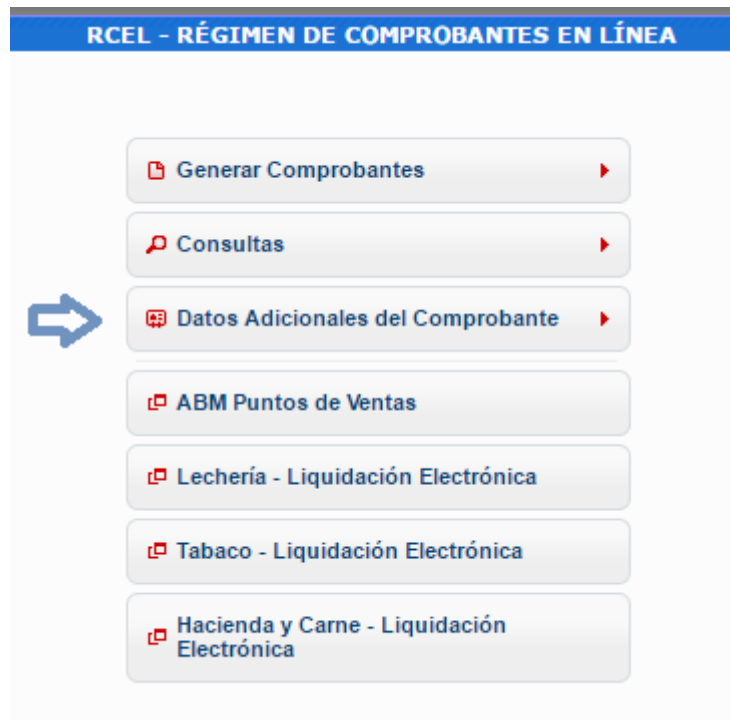 RCEL - RÉGIMEN DE COMPROBANTES EN LÍNEA
Generar Comprobantes
Consultas
Datos Adicionales del Comprobante
ABM Puntos de Ventas
Lechería - Liquidación Electrónica
Tabaco - Liquidación Electrónica
Hacienda y Carne - Liquidación
Electrónica